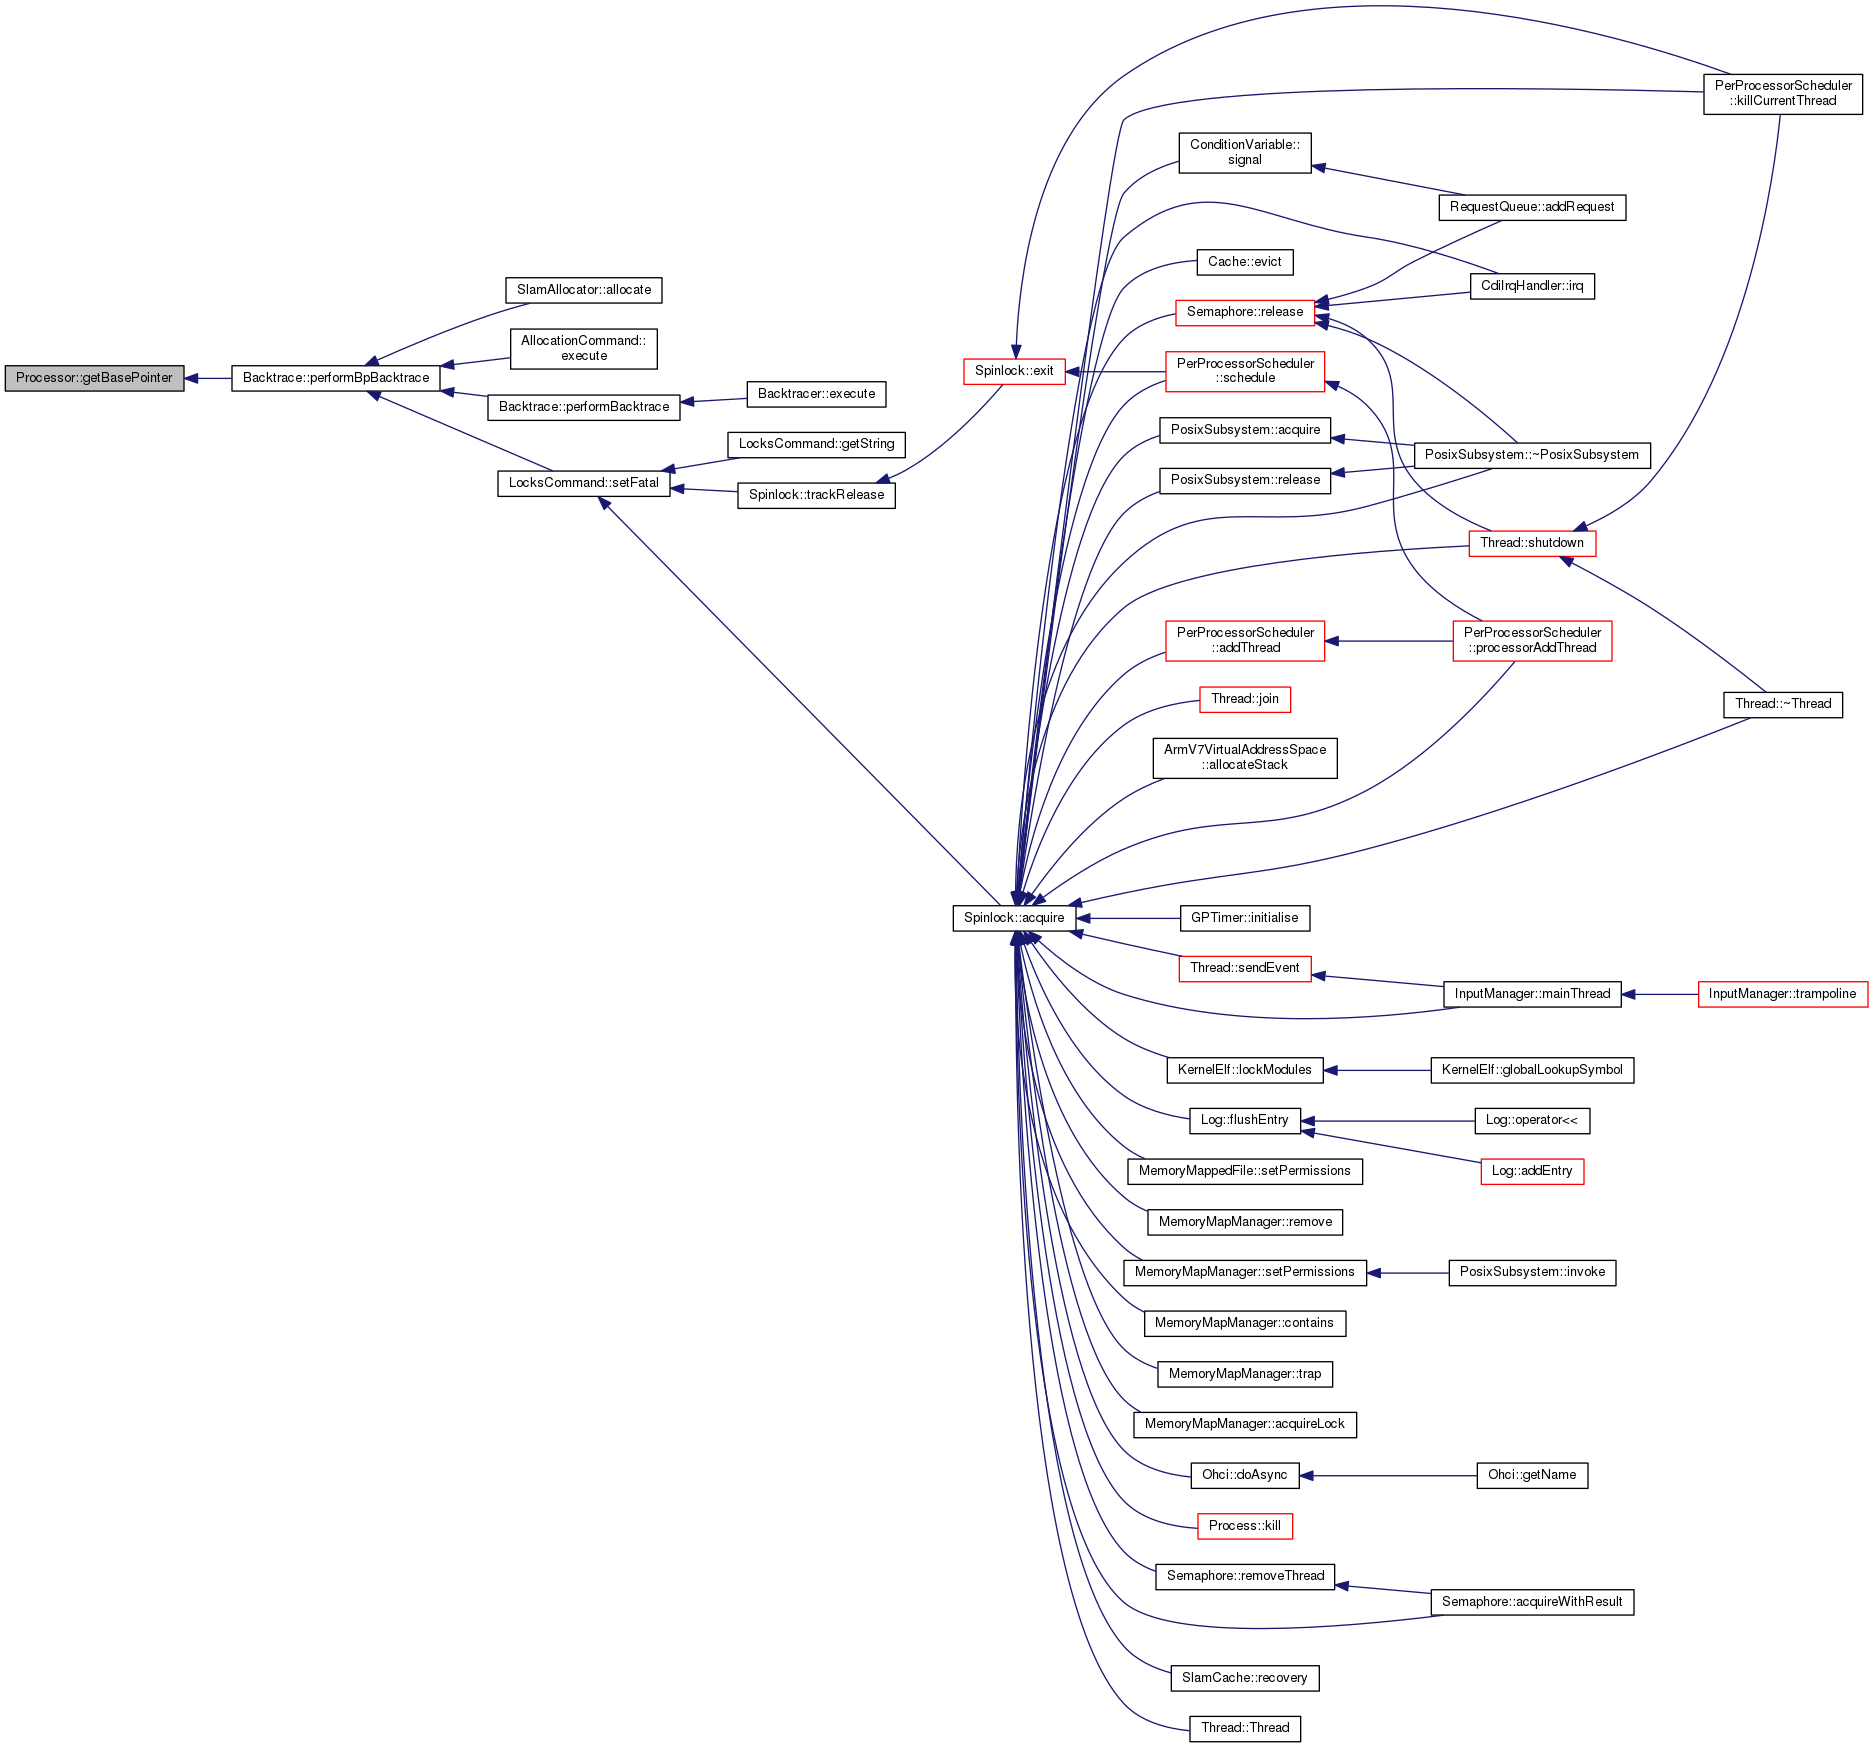 PerProcessorScheduler
::killCurrentThread
ConditionVariable::
signal
RequestQueue::addRequest
Cache::evict
CdiIrqHandler::irq
SlamAllocator::allocate
Semaphore::release
AllocationCommand::
execute
Processor::getBasePointer
Backtrace::performBpBacktrace
Spinlock::exit
PerProcessorScheduler
::schedule
Backtrace::performBacktrace
Backtracer::execute
PosixSubsystem::acquire
LocksCommand::getString
PosixSubsystem::~PosixSubsystem
LocksCommand::setFatal
PosixSubsystem::release
Spinlock::trackRelease
Thread::shutdown
PerProcessorScheduler
::addThread
PerProcessorScheduler
::processorAddThread
Thread::join
Thread::~Thread
ArmV7VirtualAddressSpace
::allocateStack
Spinlock::acquire
GPTimer::initialise
Thread::sendEvent
InputManager::mainThread
InputManager::trampoline
KernelElf::lockModules
KernelElf::globalLookupSymbol
Log::flushEntry
Log::operator<<
MemoryMappedFile::setPermissions
Log::addEntry
MemoryMapManager::remove
MemoryMapManager::setPermissions
PosixSubsystem::invoke
MemoryMapManager::contains
MemoryMapManager::trap
MemoryMapManager::acquireLock
Ohci::doAsync
Ohci::getName
Process::kill
Semaphore::removeThread
Semaphore::acquireWithResult
SlamCache::recovery
Thread::Thread